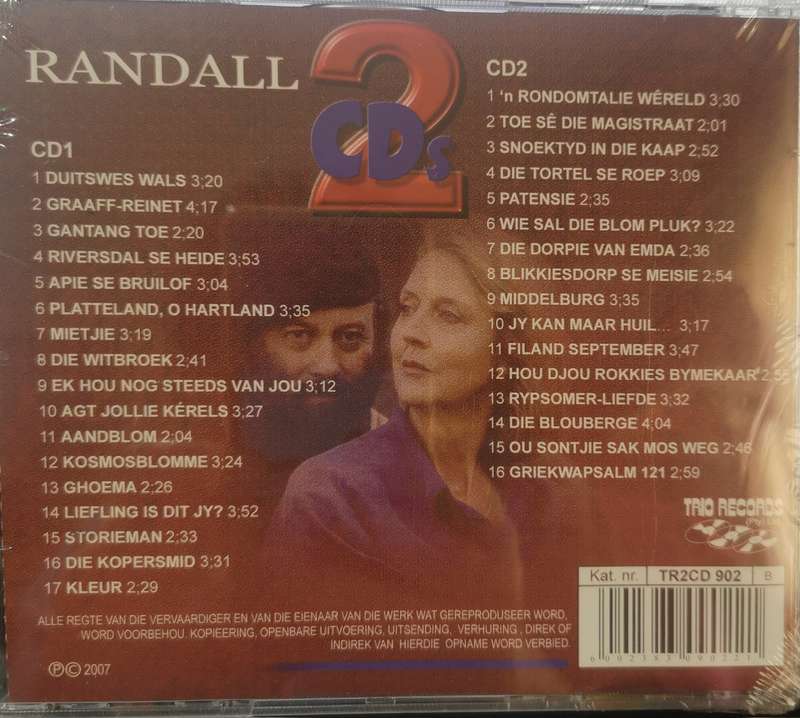 RANDALL
2
CDs
CD1
1 DUITSWES WALS 3;20
2 GRAAFF-REINET 4;17
3 GANTANG TOE 2;20
4 RIVERSDAL SE HEIDE 3;53
5 APIE SE BRUILOF 3;04
6 PLATTELAND, O HARTLAND 3;35
7 MIETJIE 3;19
8 DIE WITBROEK 2;41
9 EK HOU NOG STEEDS VAN JOU 3;12
10 AGT JOLLIE KÉRELS 3;27
11 AANDBLOM 2;04
12 KOSMOSBLOMME 3;24
13 GHOEMA 2;26
14 LIEFLING IS DIT JY? 3;52
15 STORIEMAN 2;33
16 DIE KOPERSMID 3;31
17 KLEUR 2;29
CD2
1 'n RONDOMTALIE WÊRELD 3;30
2 TOE SÊ DIE MAGISTRAAT 2;01
3 SNOEKTYD IN DIE KAAP 2;52
4 DIE TORTEL SE ROEP 3;09
5 PATENSIE 2;35
6 WIE SAL DIE BLOM PLUK? 3;22
7 DIE DORPIE VAN EMDA 2;36
8 BLIKKIESDORP SE MEISIE 2;54
9 MIDDELBURG 3;35
10 JY KAN MAAR HUIL... 3;17
11 FILAND SEPTEMBER 3;47
12 HOU DJOU ROKKIES BYMEKAAR
13 RYPSOMER-LIEFDE 3;32
14 DIE BLOUBERGE 4;04
15 OU SONTJIE SAK MOS WEG 2;46
16 GRIEKWAPSALM 121 2;59
TRIO RECORDS
(Pty) Ltd
Kat. nr. TR2CD 902 B
6 002383 090221
ALLE REGTE VAN DIE VERVAARDIGER EN VAN DIE EIENAAR VAN DIE WERK WAT GEREPRODUSEER WORD,
WORD VOORBEHOU. KOPIEERING, OPENBARE UITVOERING, UITSENDING, VERHURING, DIREK OF
INDIREK VAN HIERDIE OPNAME WORD VERBIED.
Ⓟ© 2007